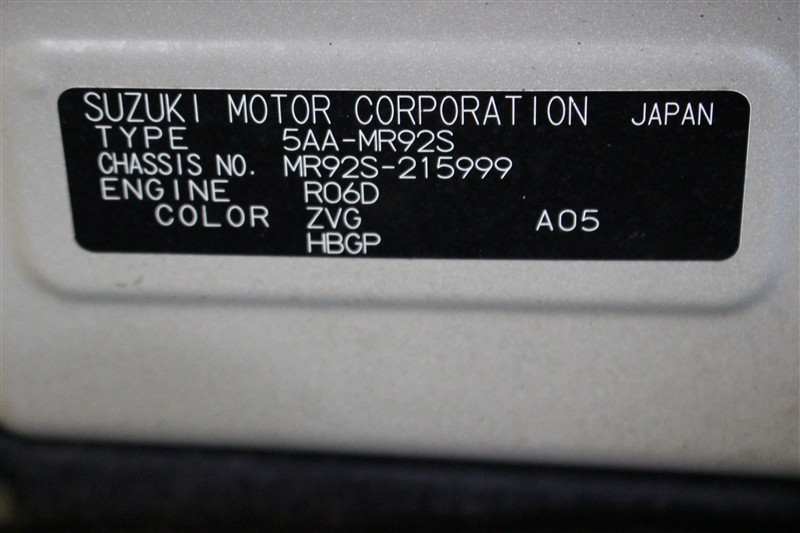 SUZUKI MOTOR CORPORATION JAPAN
TYPE 5AA-MR92S
CHASSIS NO. MR92S-215999
ENGINE R06D
COLOR ZVG A05
HBGP